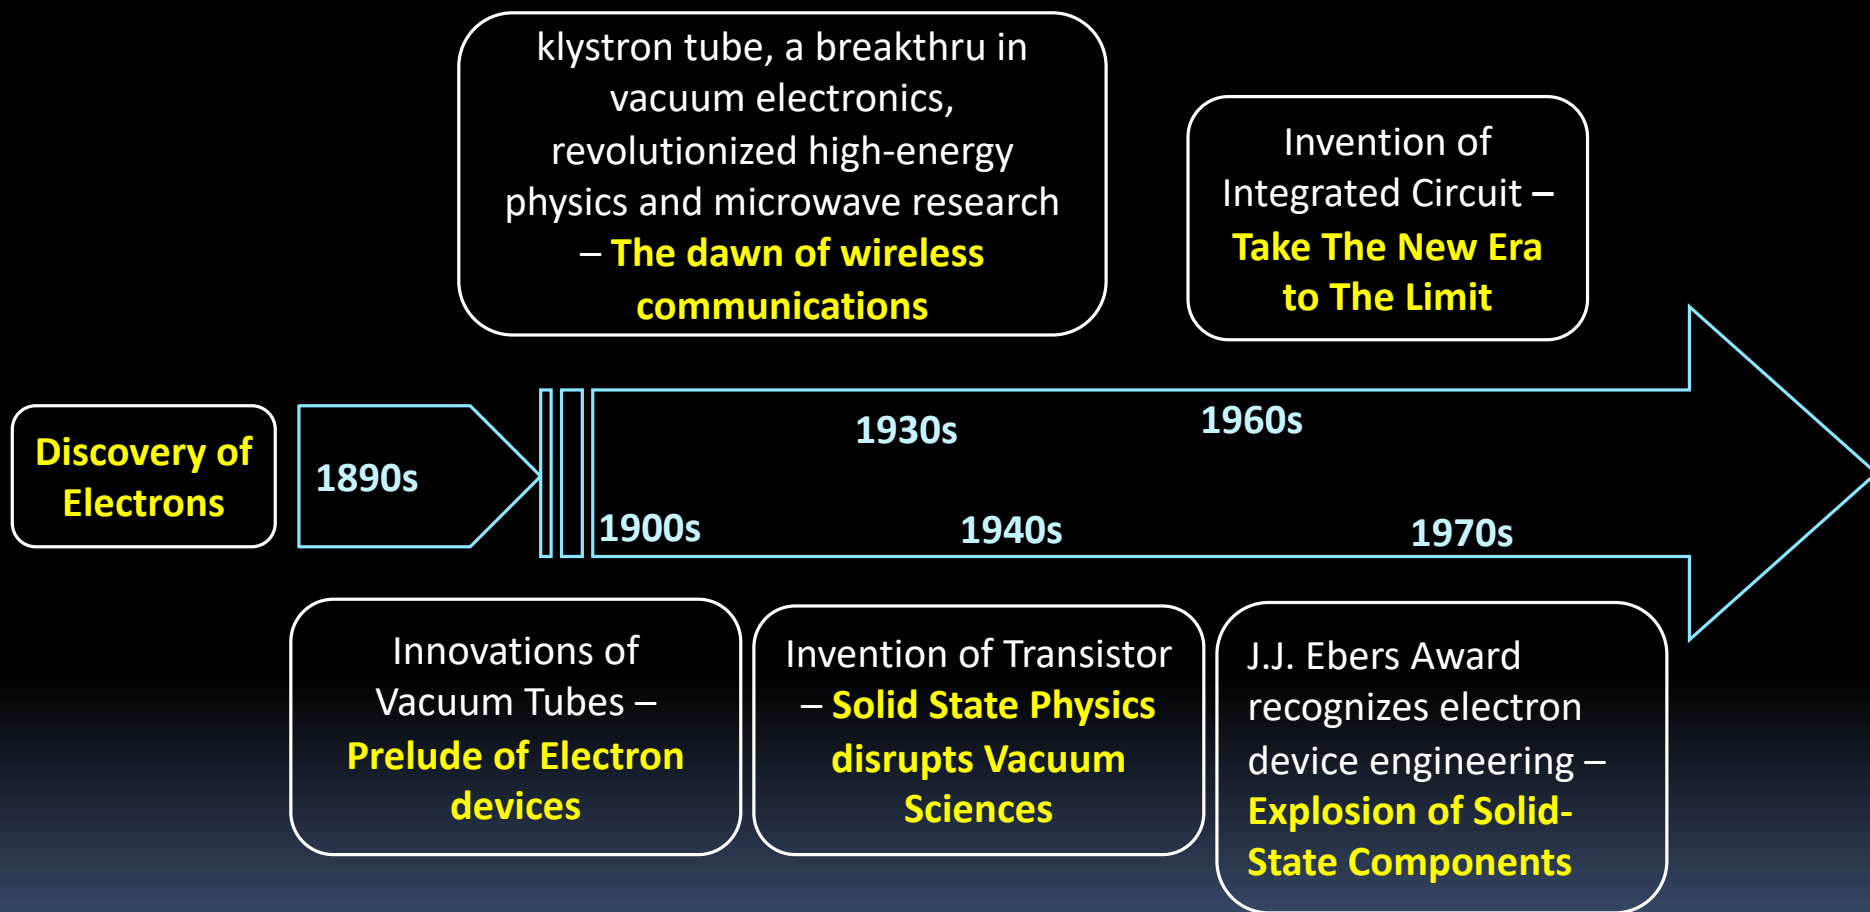 klystron tube, a breakthru in
vacuum electronics,
revolutionized high-energy
physics and microwave research
– The dawn of wireless
communications
Invention of
Integrated Circuit –
Take The New Era
to The Limit
Discovery of
Electrons
1890s
1900s
1930s
1940s
1960s
1970s
Innovations of
Vacuum Tubes –
Prelude of Electron
devices
Invention of Transistor
– Solid State Physics
disrupts Vacuum
Sciences
J.J. Ebers Award
recognizes electron
device engineering –
Explosion of Solid-
State Components